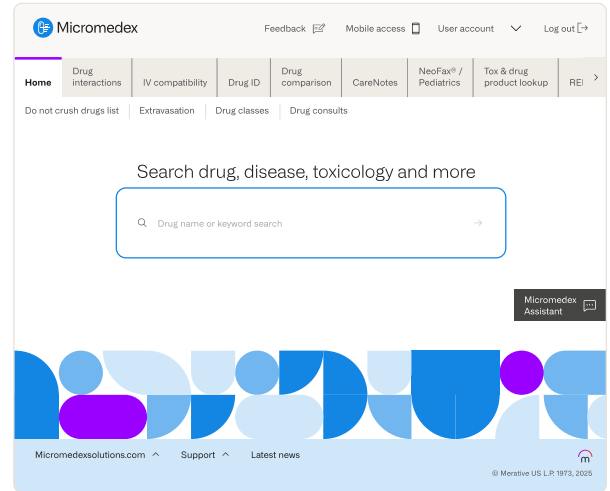 Micromedex
Feedback
Mobile access
User account
Log out
Home
Drug
interactions
IV compatibility
Drug ID
Drug
comparison
CareNotes
NeoFax® /
Pediatrics
Tox & drug
product lookup
Do not crush drugs list
Extravasation
Drug classes
Drug consults
Search drug, disease, toxicology and more
Drug name or keyword search
Micromedex
Assistant
Micromedexsolutions.com
Support
Latest news
m
© Merative US L.P. 1973, 2025